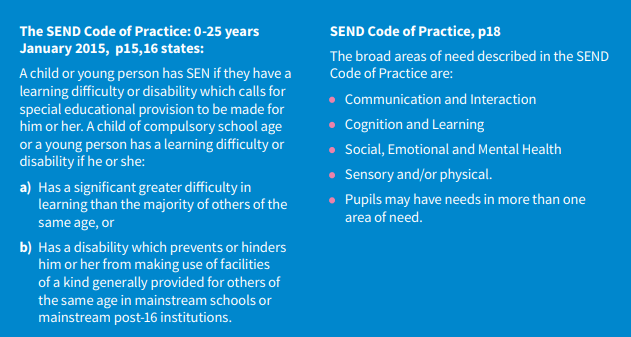 The SEND Code of Practice: 0-25 years
January 2015,  p15,16 states:
A child or young person has SEN if they have a
learning difficulty or disability which calls for
special educational provision to be made for
him or her. A child of compulsory school age
or a young person has a learning difficulty or
disability if he or she:
a) Has a significant greater difficulty in
learning than the majority of others of the
same age, or
b) Has a disability which prevents or hinders
him or her from making use of facilities
of a kind generally provided for others of
the same age in mainstream schools or
mainstream post-16 institutions.
SEND Code of Practice, p18
The broad areas of need described in the SEND
Code of Practice are:
• Communication and Interaction
• Cognition and Learning
• Social, Emotional and Mental Health
• Sensory and/or physical.
• Pupils may have needs in more than one
area of need.